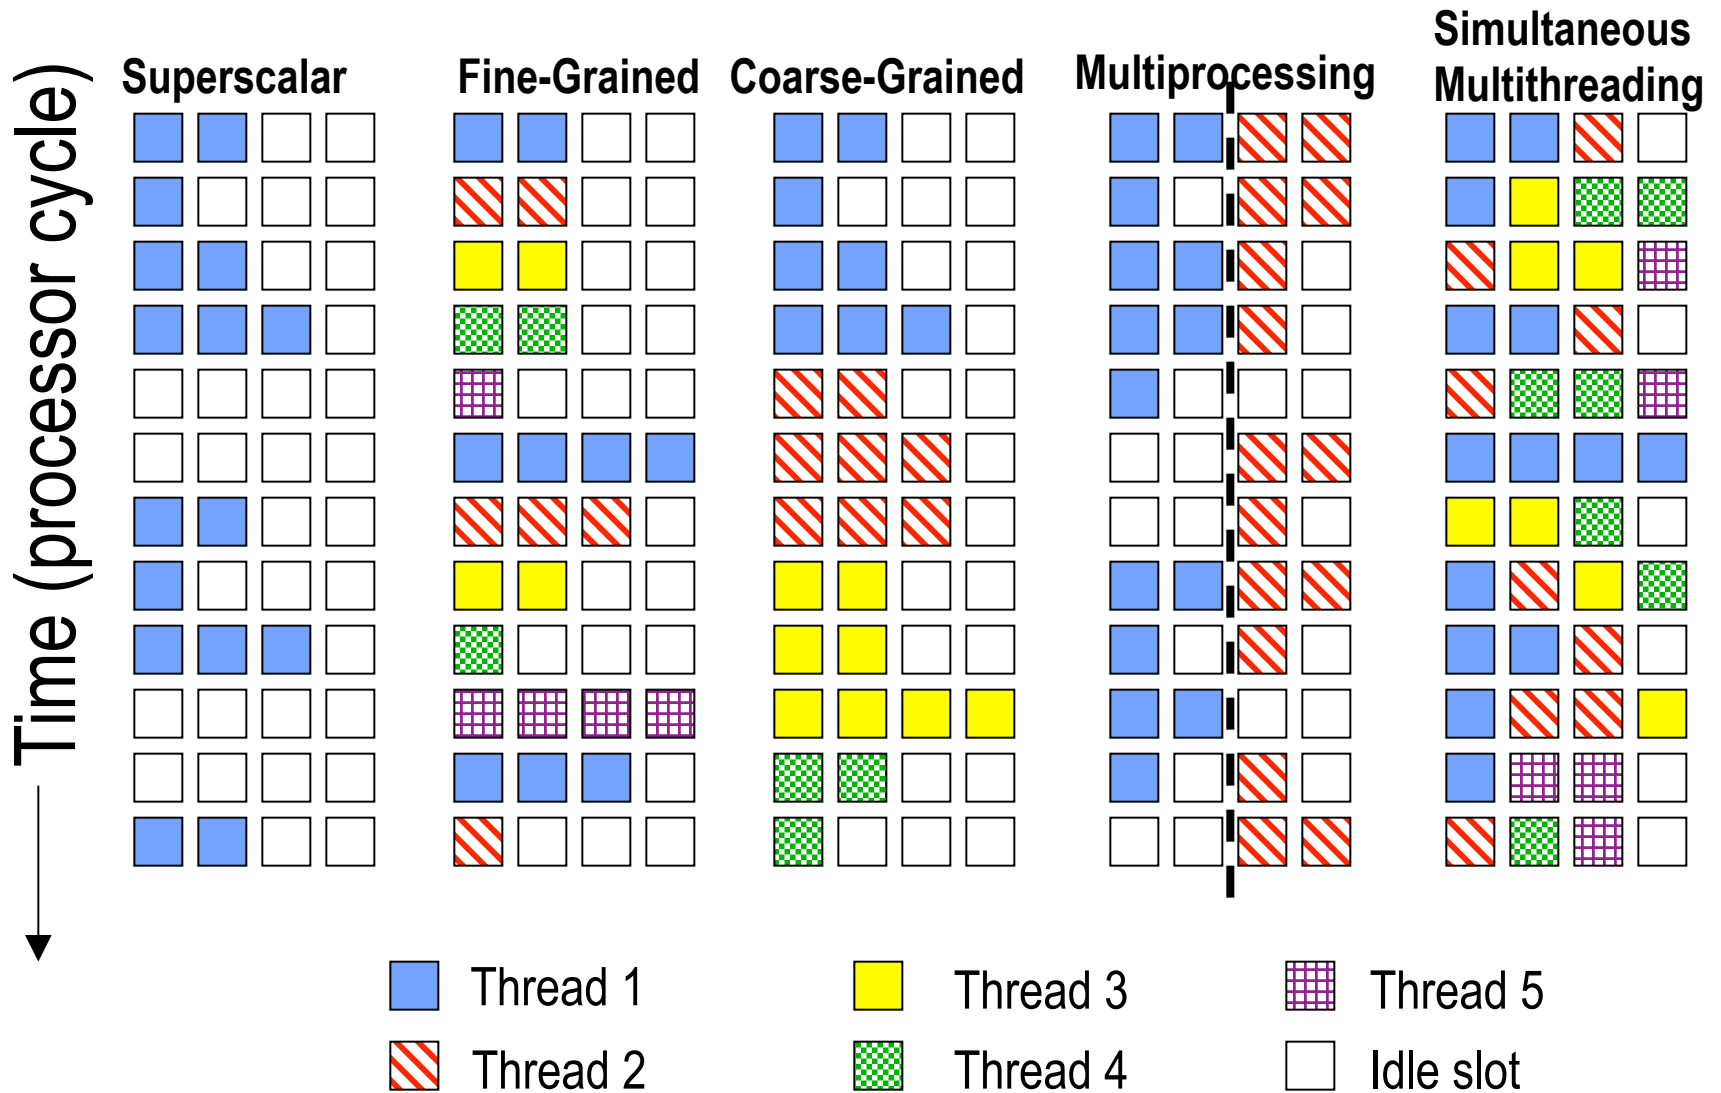 Time (processor cycle)
Superscalar
Fine-Grained
Coarse-Grained
Multiprocessing
Simultaneous
Multithreading
Thread 1
Thread 3
Thread 5
Thread 2
Thread 4
Idle slot